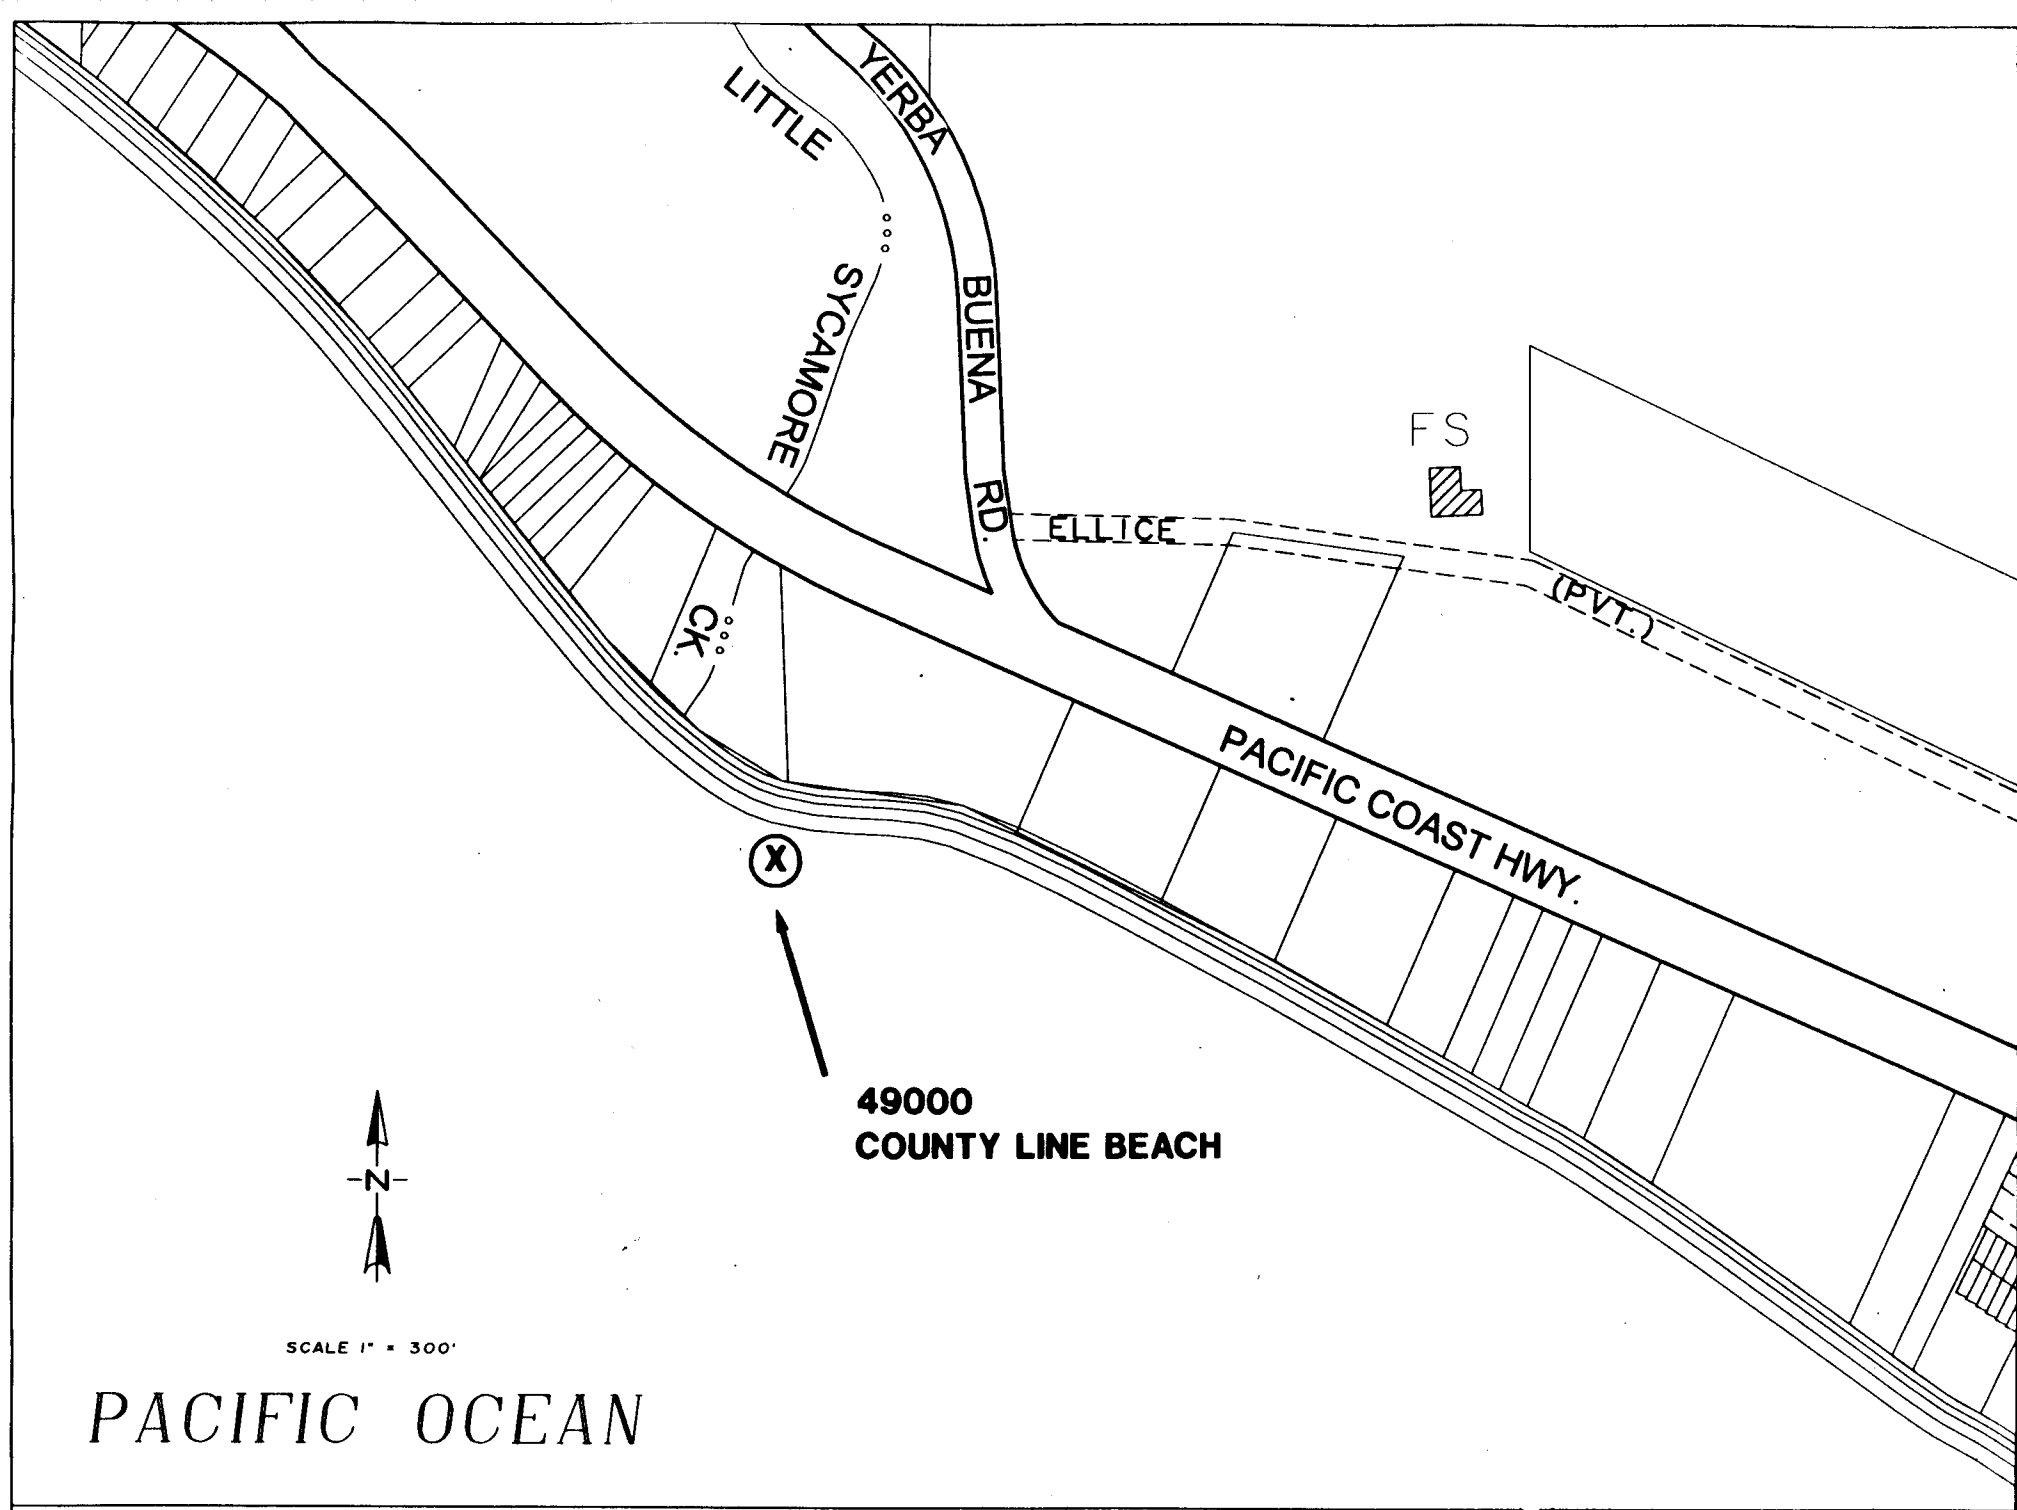 LITTLE
SYCAMORE
CK.
YERBA
BUENA
RD.
ELLICE
(PVT.)
FS
PACIFIC COAST HWY.
X
49000
COUNTY LINE BEACH
-N-
SCALE 1" = 300'
PACIFIC OCEAN